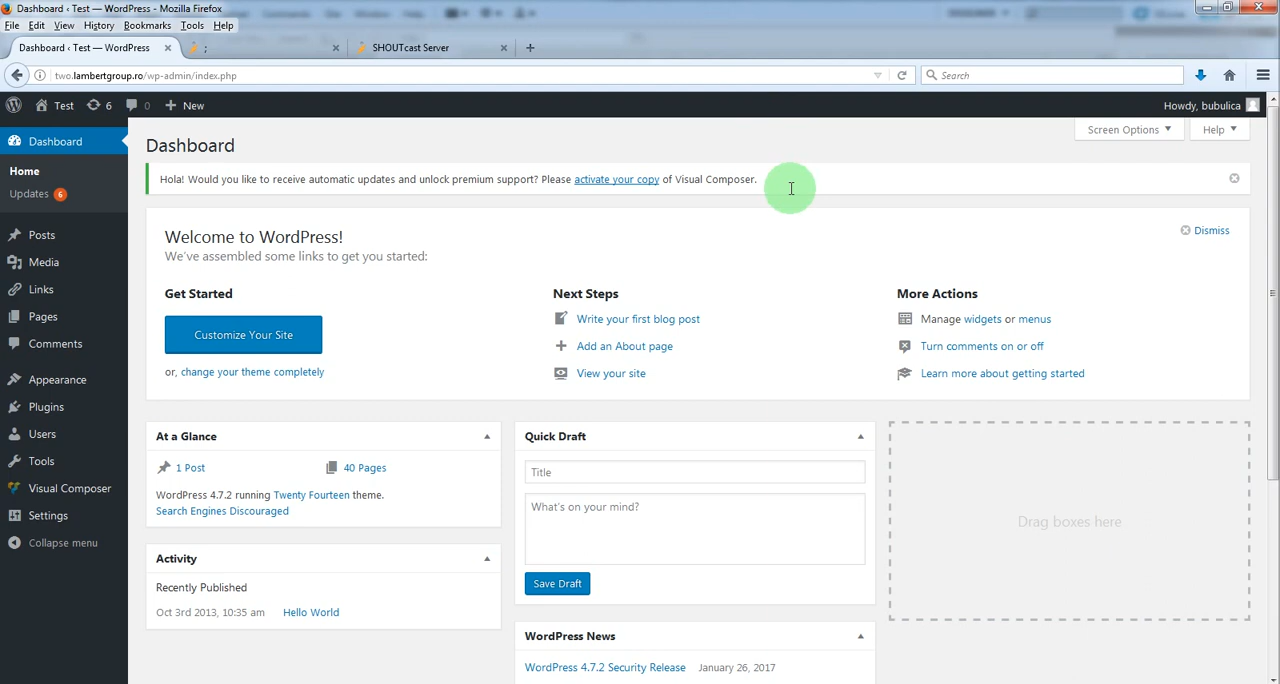 Dashboard ‹ Test — WordPress - Mozilla Firefox
File Edit View History Bookmarks Tools Help
Dashboard ‹ Test — WordPress × ; × SHOUTcast Server × +
two.lambertgroup.ro/wp-admin/index.php Search
Test 6 0 + New Howdy, bubulica
Dashboard
Home
Updates 6
Posts
Media
Links
Pages
Comments
Appearance
Plugins
Users
Tools
Visual Composer
Settings
Collapse menu
Screen Options Help
Dashboard
Hola! Would you like to receive automatic updates and unlock premium support? Please activate your copy of Visual Composer.
Welcome to WordPress! Dismiss
We've assembled some links to get you started:
Get Started
Customize Your Site
or, change your theme completely
Next Steps
Write your first blog post
Add an About page
View your site
More Actions
Manage widgets or menus
Turn comments on or off
Learn more about getting started
At a Glance
1 Post 40 Pages
WordPress 4.7.2 running Twenty Fourteen theme.
Search Engines Discouraged
Activity
Recently Published
Oct 3rd 2013, 10:35 am Hello World
Quick Draft
Title
What's on your mind?
Save Draft
WordPress News
WordPress 4.7.2 Security Release January 26, 2017
Drag boxes here